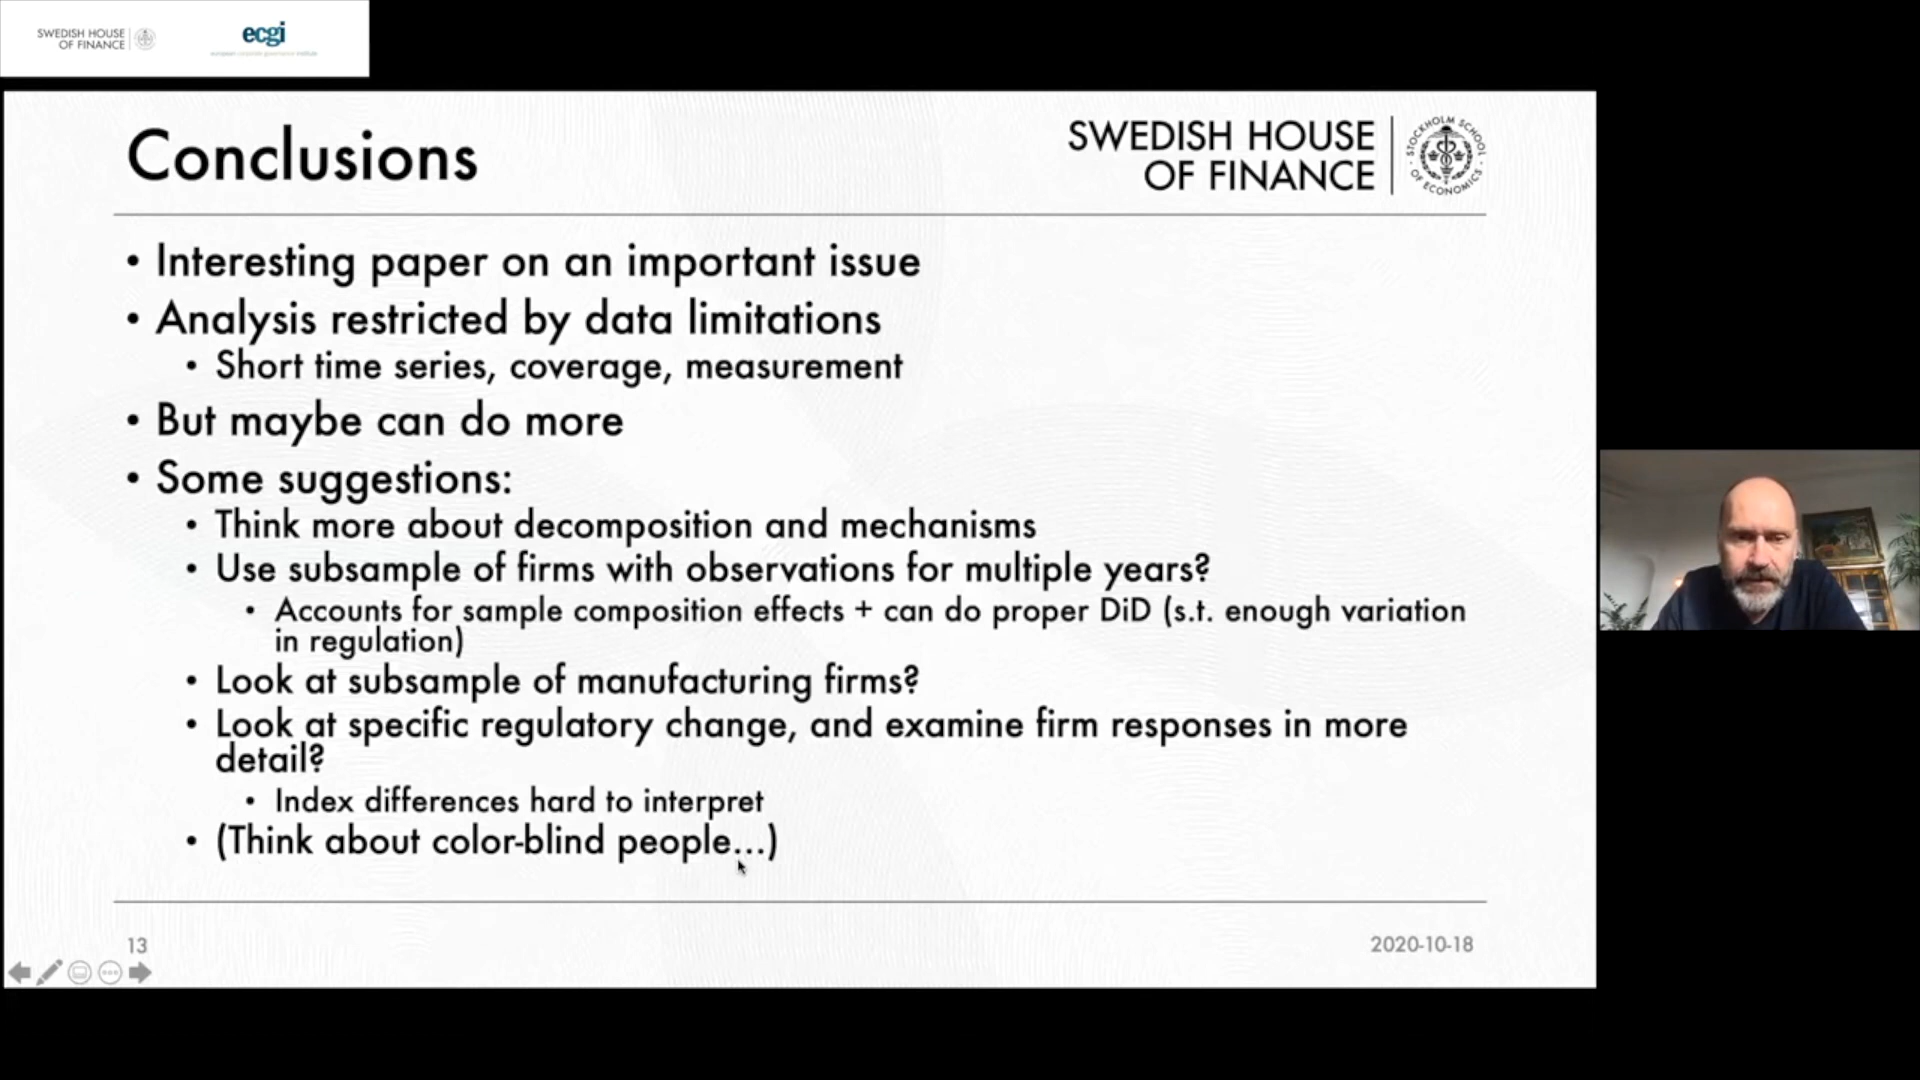 SWEDISH HOUSE
OF FINANCE
ecgi
Conclusions
SWEDISH HOUSE
OF FINANCE
STOCKHOLM SCHOOL
OF ECONOMICS
• Interesting paper on an important issue
• Analysis restricted by data limitations
• Short time series, coverage, measurement
• But maybe can do more
• Some suggestions:
• Think more about decomposition and mechanisms
• Use subsample of firms with observations for multiple years?
• Accounts for sample composition effects + can do proper DiD (s.t. enough variation
in regulation)
• Look at subsample of manufacturing firms?
• Look at specific regulatory change, and examine firm responses in more
detail?
• Index differences hard to interpret
• (Think about color-blind people...)
13
2020-10-18